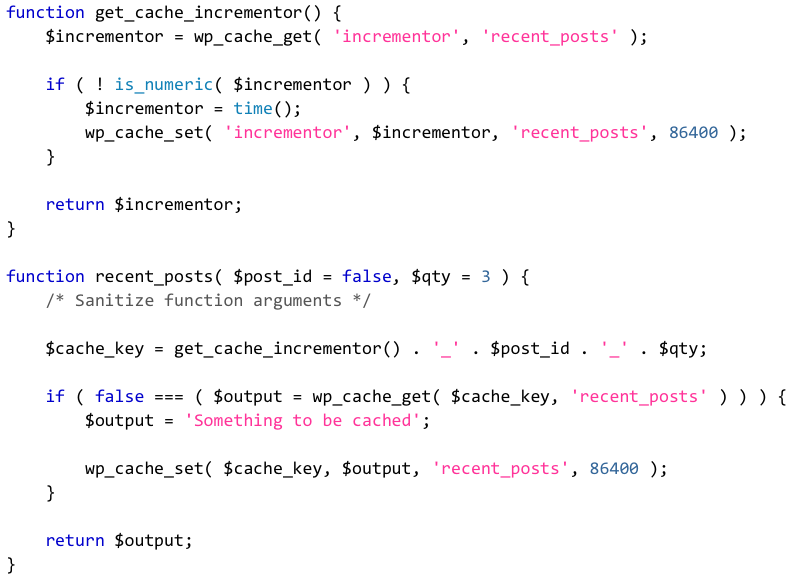 function get_cache_incrementor() {
    $incrementor = wp_cache_get( 'incrementor', 'recent_posts' );

    if ( ! is_numeric( $incrementor ) ) {
        $incrementor = time();
        wp_cache_set( 'incrementor', $incrementor, 'recent_posts', 86400 );
    }

    return $incrementor;
}

function recent_posts( $post_id = false, $qty = 3 ) {
    /* Sanitize function arguments */

    $cache_key = get_cache_incrementor() . '_' . $post_id . '_' . $qty;

    if ( false === ( $output = wp_cache_get( $cache_key, 'recent_posts' ) ) ) {
        $output = 'Something to be cached';

        wp_cache_set( $cache_key, $output, 'recent_posts', 86400 );
    }

    return $output;
}